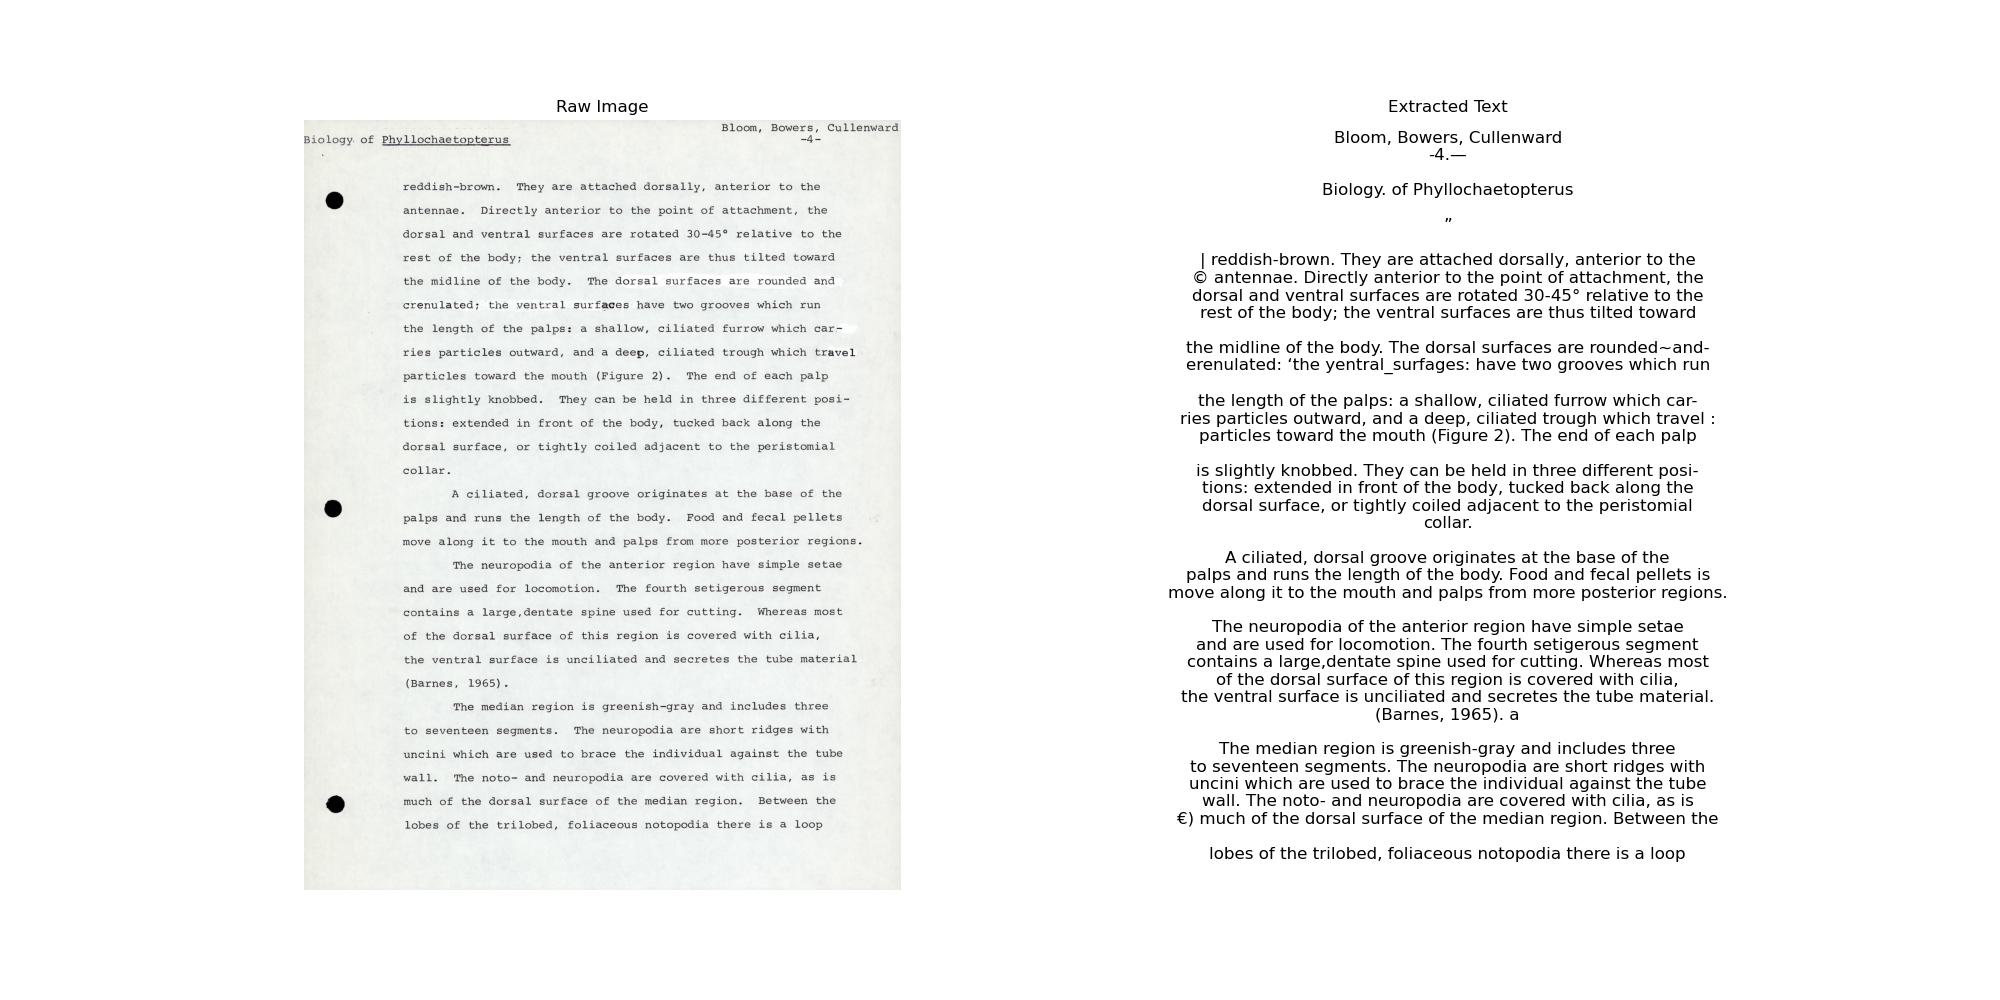 Raw Image
Bloom, Bowers, Cullenward
Biology of Phyllochaetopterus -4-
reddish-brown. They are attached dorsally, anterior to the
antennae. Directly anterior to the point of attachment, the
dorsal and ventral surfaces are rotated 30-45° relative to the
rest of the body; the ventral surfaces are thus tilted toward
the midline of the body. The dorsal surfaces are rounded and
crenulated; the ventral surfaces have two grooves which run
the length of the palps: a shallow, ciliated furrow which car-
ries particles outward, and a deep, ciliated trough which travel
particles toward the mouth (Figure 2). The end of each palp
is slightly knobbed. They can be held in three different posi-
tions: extended in front of the body, tucked back along the
dorsal surface, or tightly coiled adjacent to the peristomial
collar.
A ciliated, dorsal groove originates at the base of the
palps and runs the length of the body. Food and fecal pellets
move along it to the mouth and palps from more posterior regions.
The neuropodia of the anterior region have simple setae
and are used for locomotion. The fourth setigerous segment
contains a large,dentate spine used for cutting. Whereas most
of the dorsal surface of this region is covered with cilia,
the ventral surface is unciliated and secretes the tube material
(Barnes, 1965).
The median region is greenish-gray and includes three
to seventeen segments. The neuropodia are short ridges with
uncini which are used to brace the individual against the tube
wall. The noto- and neuropodia are covered with cilia, as is
much of the dorsal surface of the median region. Between the
lobes of the trilobed, foliaceous notopodia there is a loop
Extracted Text
Bloom, Bowers, Cullenward
-4.—
Biology. of Phyllochaetopterus
”
| reddish-brown. They are attached dorsally, anterior to the
© antennae. Directly anterior to the point of attachment, the
dorsal and ventral surfaces are rotated 30-45° relative to the
rest of the body; the ventral surfaces are thus tilted toward
the midline of the body. The dorsal surfaces are rounded~and-
erenulated: ‘the yentral_surfages: have two grooves which run
the length of the palps: a shallow, ciliated furrow which car-
ries particles outward, and a deep, ciliated trough which travel :
particles toward the mouth (Figure 2). The end of each palp
is slightly knobbed. They can be held in three different posi-
tions: extended in front of the body, tucked back along the
dorsal surface, or tightly coiled adjacent to the peristomial
collar.
A ciliated, dorsal groove originates at the base of the
palps and runs the length of the body. Food and fecal pellets is
move along it to the mouth and palps from more posterior regions.
The neuropodia of the anterior region have simple setae
and are used for locomotion. The fourth setigerous segment
contains a large,dentate spine used for cutting. Whereas most
of the dorsal surface of this region is covered with cilia,
the ventral surface is unciliated and secretes the tube material.
(Barnes, 1965). a
The median region is greenish-gray and includes three
to seventeen segments. The neuropodia are short ridges with
uncini which are used to brace the individual against the tube
wall. The noto- and neuropodia are covered with cilia, as is
€) much of the dorsal surface of the median region. Between the
lobes of the trilobed, foliaceous notopodia there is a loop